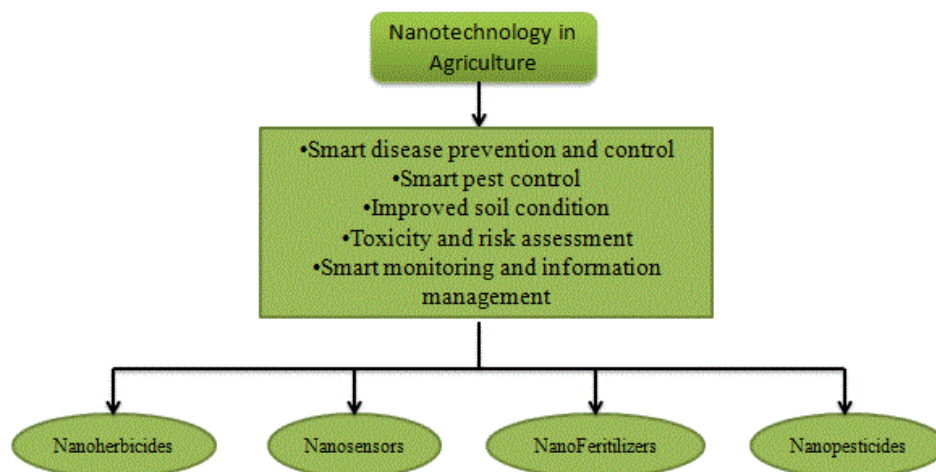 Nanotechnology in
Agriculture
•Smart disease prevention and control
•Smart pest control
•Improved soil condition
•Toxicity and risk assessment
•Smart monitoring and information
management
Nanoherbicides
Nanosensors
NanoFeritilizers
Nanopesticides